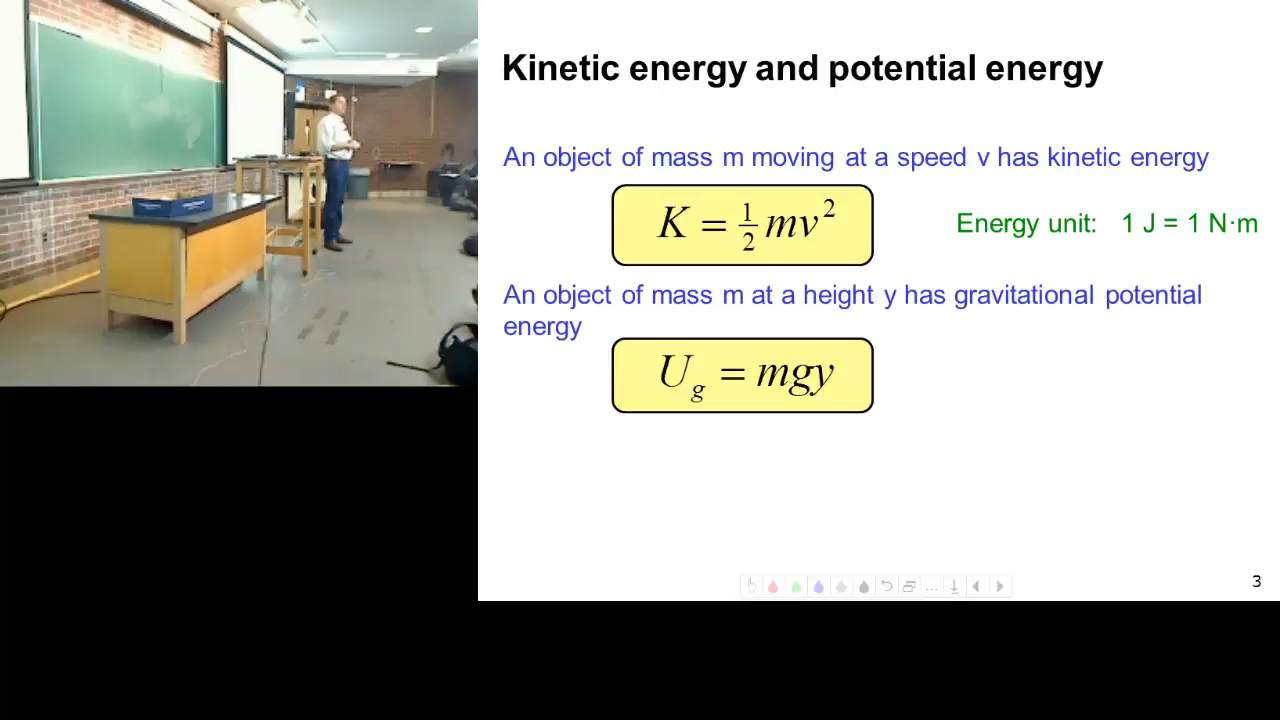 Kinetic energy and potential energy
An object of mass m moving at a speed v has kinetic energy
K = ½mv²
Energy unit: 1 J = 1 N·m
An object of mass m at a height y has gravitational potential
energy
U_g = mgy
3